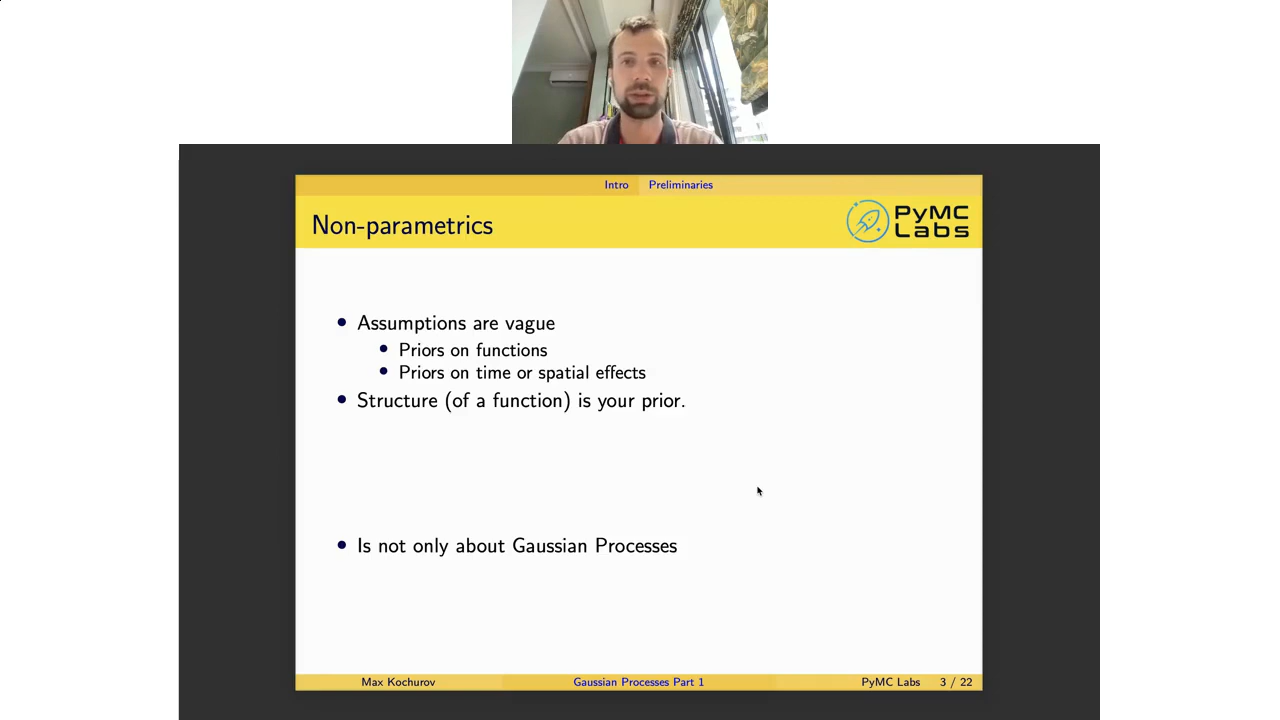 Intro Preliminaries
Non-parametrics
PyMC
Labs
Assumptions are vague
Priors on functions
Priors on time or spatial effects
Structure (of a function) is your prior.
Is not only about Gaussian Processes
Max Kochurov Gaussian Processes Part 1 PyMC Labs 3 / 22